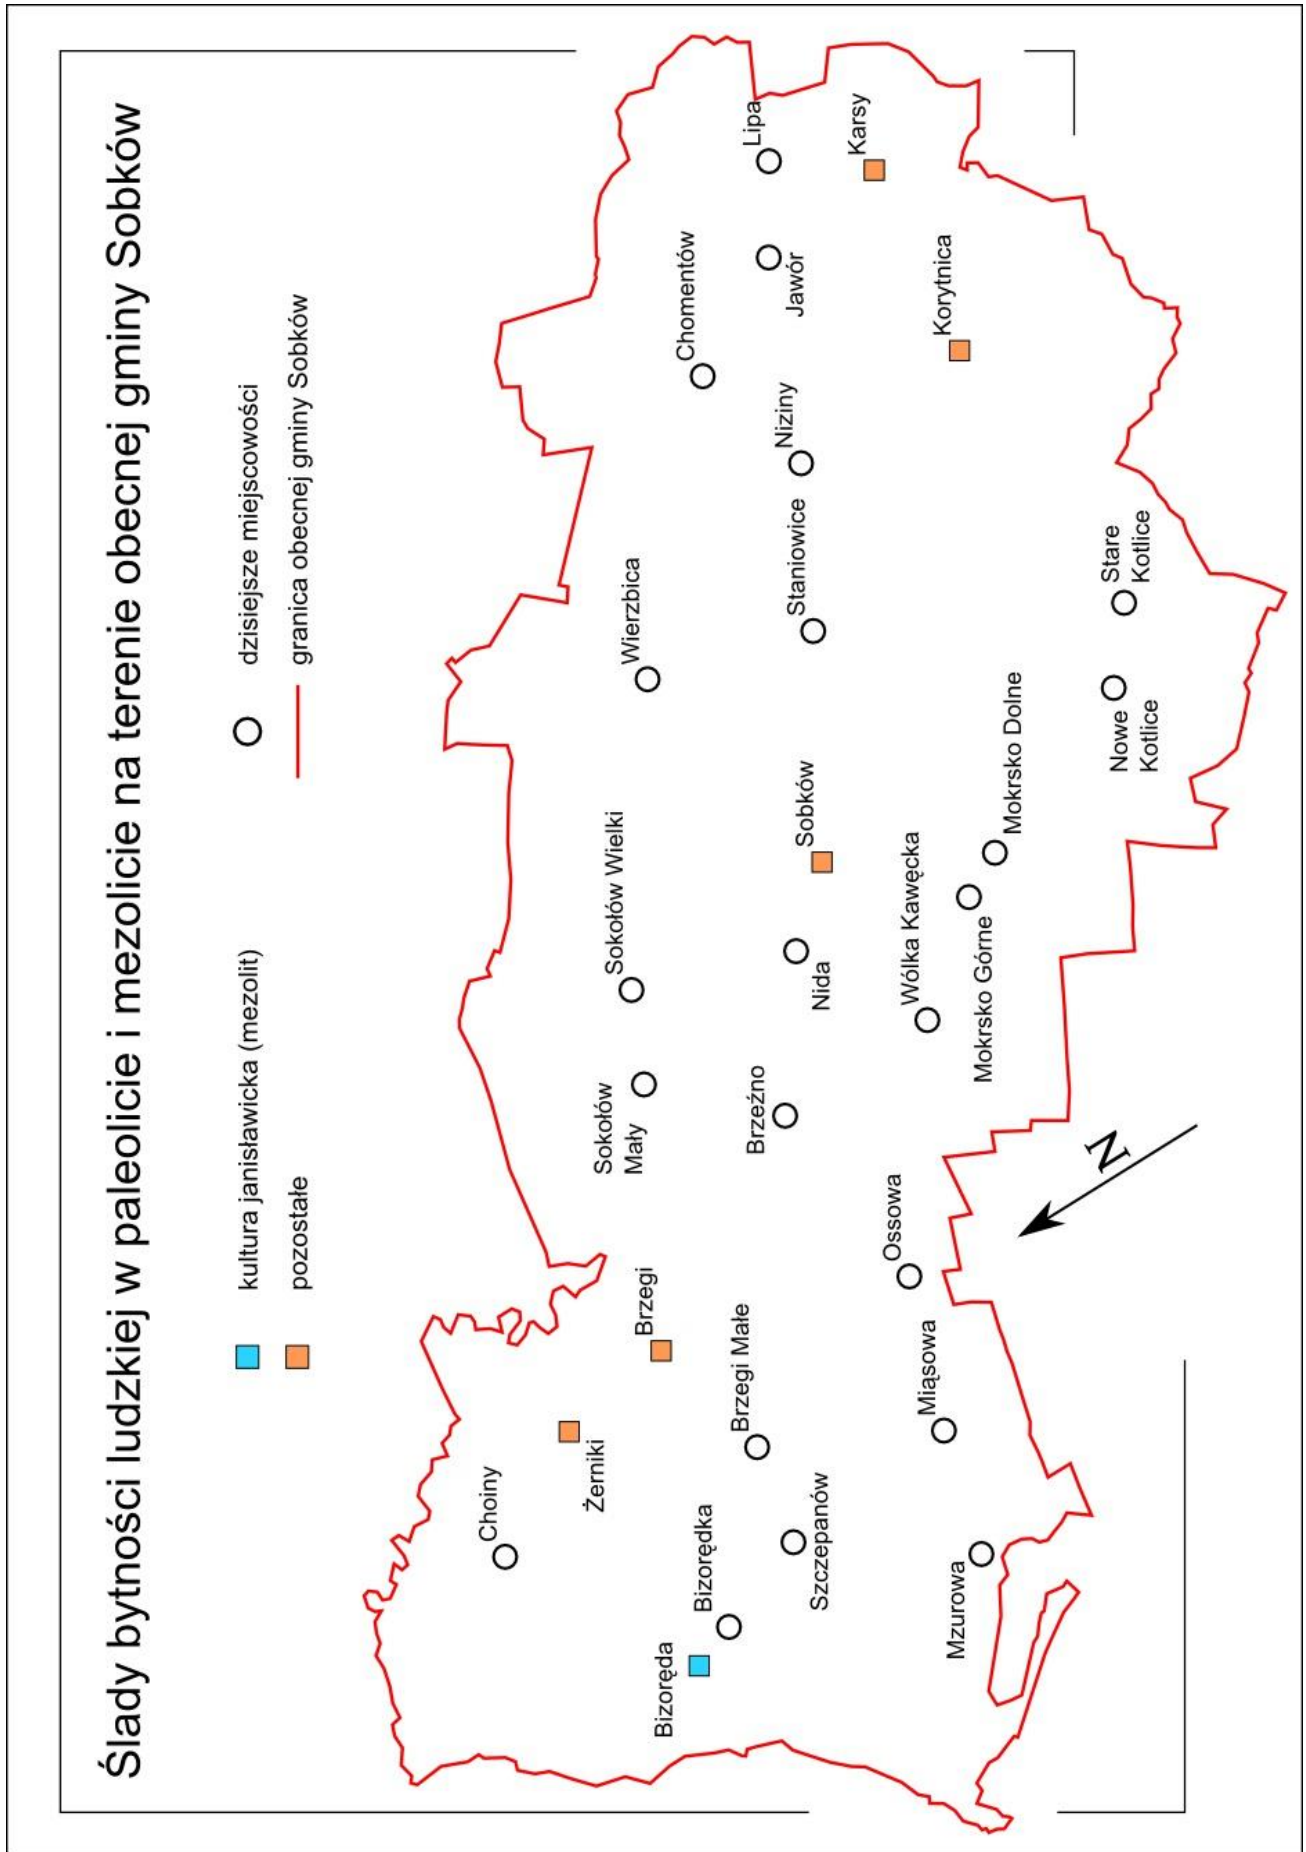 Ślady bytności ludzkiej w paleolicie i mezolicie na terenie obecnej gminy Sobków
kultura janisławicka (mezolit)
pozostałe
dzisiejsze miejscowości
granica obecnej gminy Sobków
Choiny
Żerniki
Brzegi
Sokołów
Mały
Sokołów Wielki
Wierzbica
Chomentów
Lipa
Jawór
Karsy
Korytnica
Niziny
Staniowice
Sobków
Nida
Brzeźno
Brzegi Małe
Bizoręda
Bizorędka
Szczepanów
Mzurowa
Miąsowa
Ossowa
Wólka Kawęcka
Mokrsko Górne
Mokrsko Dolne
Nowe
Kotlice
Stare
Kotlice
N